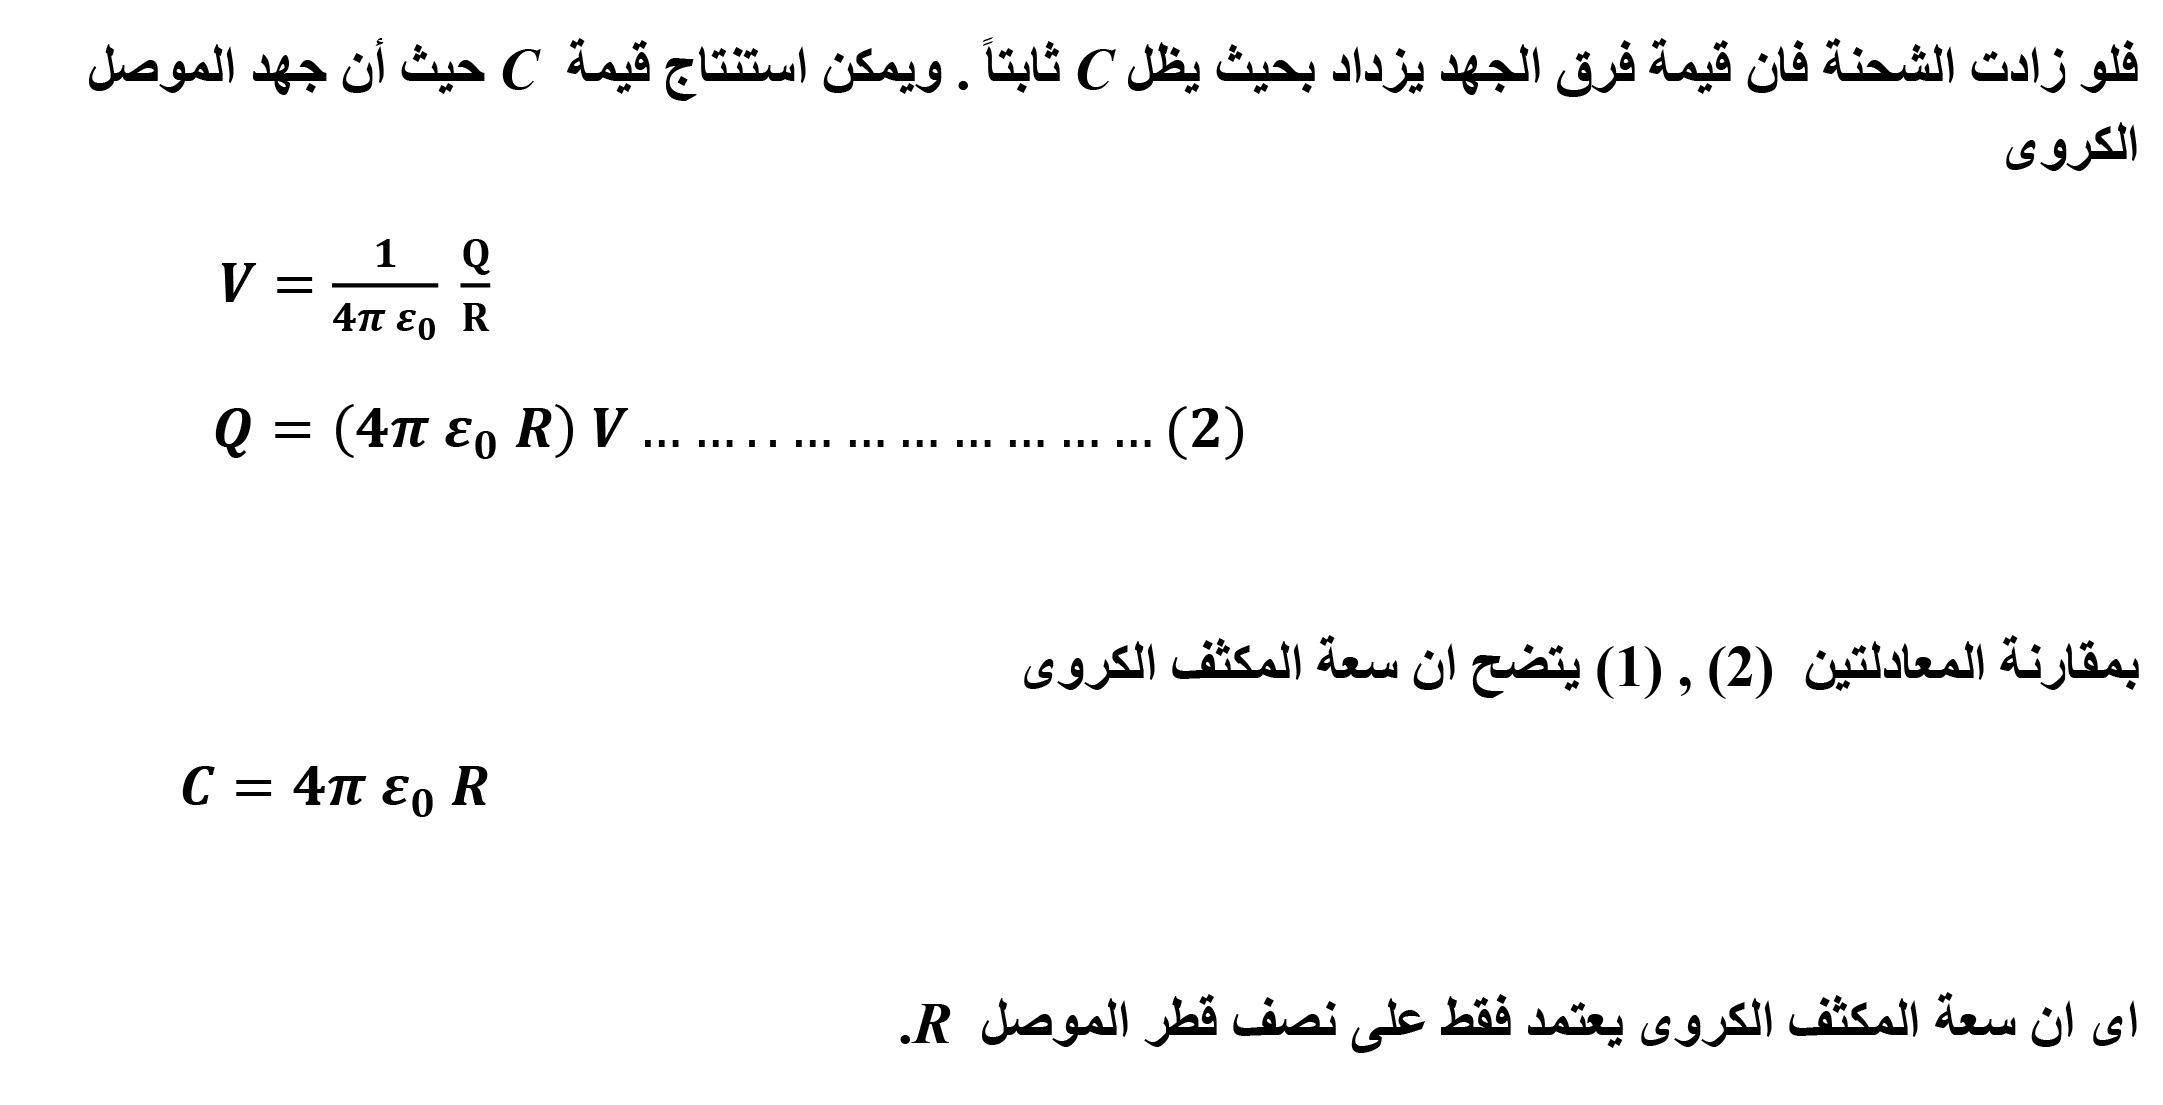 فلو زادت الشحنة فان قيمة فرق الجهد يزداد بحيث يظل C ثابتاً . ويمكن استنتاج قيمة C حيث أن جهد الموصل
الكروى
V = 1/(4π ε₀) Q/R
Q = (4π ε₀ R) V … … . . … … … … … … … (2)
بمقارنة المعادلتين (2) , (1) يتضح ان سعة المكثف الكروى
C = 4π ε₀ R
اى ان سعة المكثف الكروى يعتمد فقط على نصف قطر الموصل R.